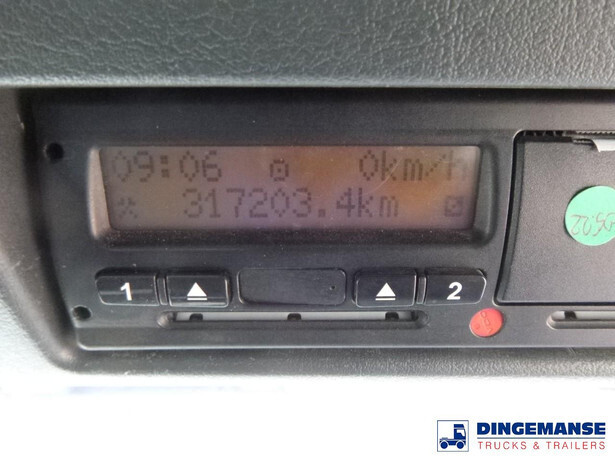 09:06 0km/h
317203.4km
1 2
DINGEMANSE
TRUCKS & TRAILERS